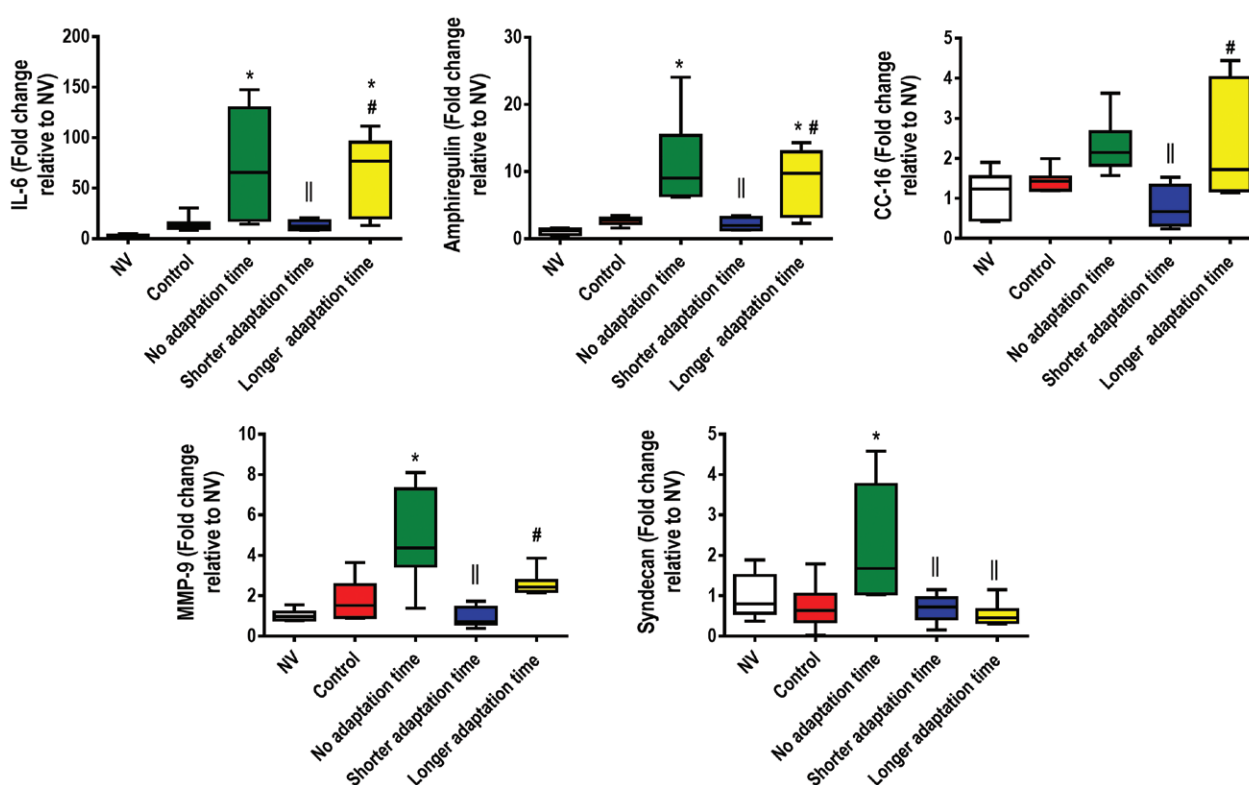 IL-6 (Fold change
relative to NV)
200
150
100
50
0
*
||
*
#
NV
Control
No adaptation time
Shorter adaptation time
Longer adaptation time
Amphiregulin (Fold change
relative to NV)
30
20
10
0
*
||
* #
NV
Control
No adaptation time
Shorter adaptation time
Longer adaptation time
CC-16 (Fold change
relative to NV)
5
4
3
2
1
0
||
#
NV
Control
No adaptation time
Shorter adaptation time
Longer adaptation time
MMP-9 (Fold change
relative to NV)
10
8
6
4
2
0
*
||
#
NV
Control
No adaptation time
Shorter adaptation time
Longer adaptation time
Syndecan (Fold change
relative to NV)
5
4
3
2
1
0
*
||
||
NV
Control
No adaptation time
Shorter adaptation time
Longer adaptation time